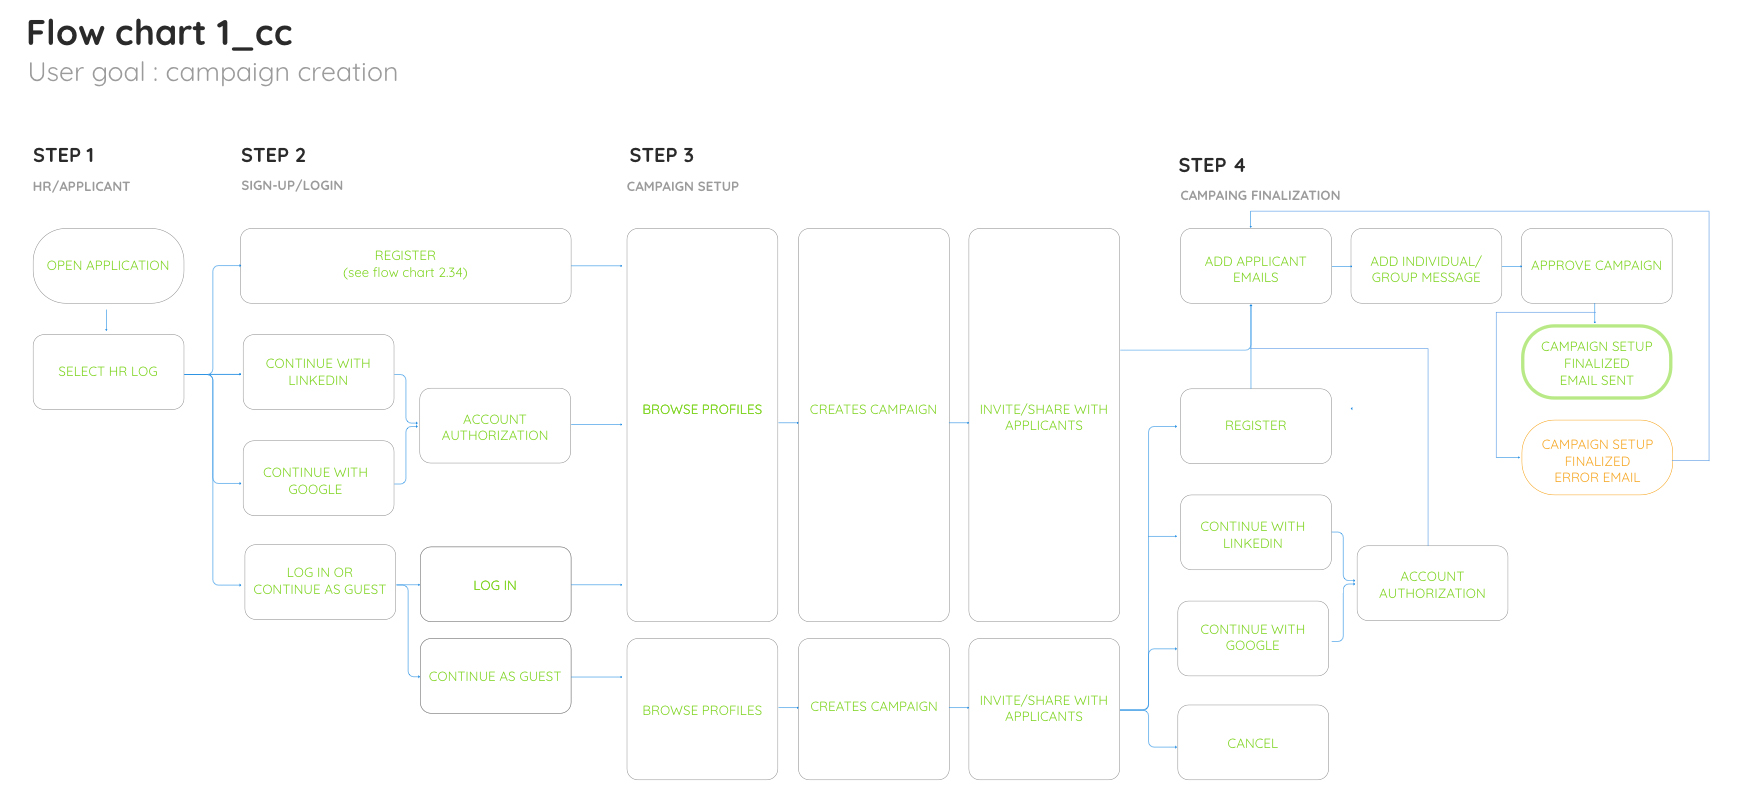 Flow chart 1_cc
User goal : campaign creation
STEP 1
HR/APPLICANT
OPEN APPLICATION
SELECT HR LOG
STEP 2
SIGN-UP/LOGIN
REGISTER
(see flow chart 2.34)
CONTINUE WITH
LINKEDIN
CONTINUE WITH
GOOGLE
ACCOUNT
AUTHORIZATION
LOG IN OR
CONTINUE AS GUEST
LOG IN
CONTINUE AS GUEST
STEP 3
CAMPAIGN SETUP
BROWSE PROFILES
CREATES CAMPAIGN
INVITE/SHARE WITH
APPLICANTS
BROWSE PROFILES
CREATES CAMPAIGN
INVITE/SHARE WITH
APPLICANTS
STEP 4
CAMPAING FINALIZATION
ADD APPLICANT
EMAILS
ADD INDIVIDUAL/
GROUP MESSAGE
APPROVE CAMPAIGN
CAMPAIGN SETUP
FINALIZED
EMAIL SENT
CAMPAIGN SETUP
FINALIZED
ERROR EMAIL
REGISTER
CONTINUE WITH
LINKEDIN
CONTINUE WITH
GOOGLE
ACCOUNT
AUTHORIZATION
CANCEL